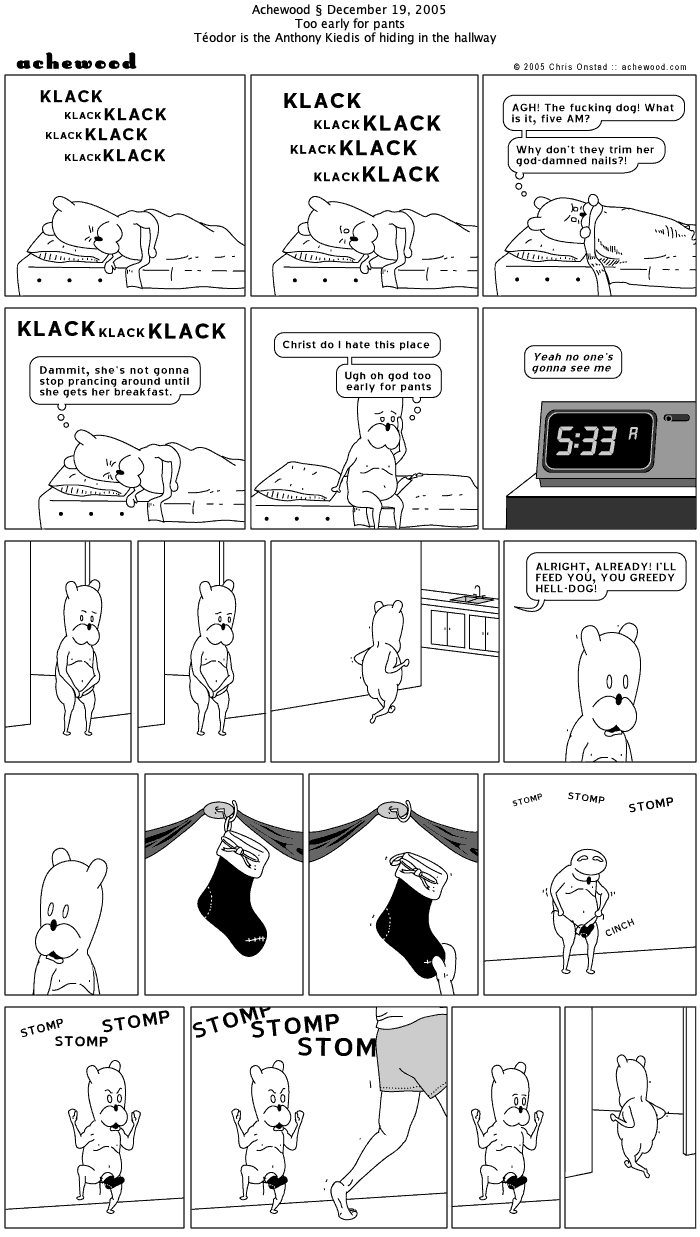 Achewood § December 19, 2005
Too early for pants
Téodor is the Anthony Kiedis of hiding in the hallway
achewood
© 2005 Chris Onstad :: achewood.com
KLACK
KLACK KLACK
KLACK KLACK
KLACK KLACK
KLACK
KLACK KLACK
KLACK KLACK
KLACK KLACK
AGH! The fucking dog! What
is it, five AM?
Why don't they trim her
god-damned nails?!
KLACK KLACK KLACK
Dammit, she's not gonna
stop prancing around until
she gets her breakfast.
Christ do I hate this place
Ugh oh god too
early for pants
Yeah no one's
gonna see me
5:33 A
ALRIGHT, ALREADY! I'LL
FEED YOU, YOU GREEDY
HELL-DOG!
STOMP STOMP STOMP
CINCH
STOMP STOMP
STOMP
STOMP
STOMP
STOM